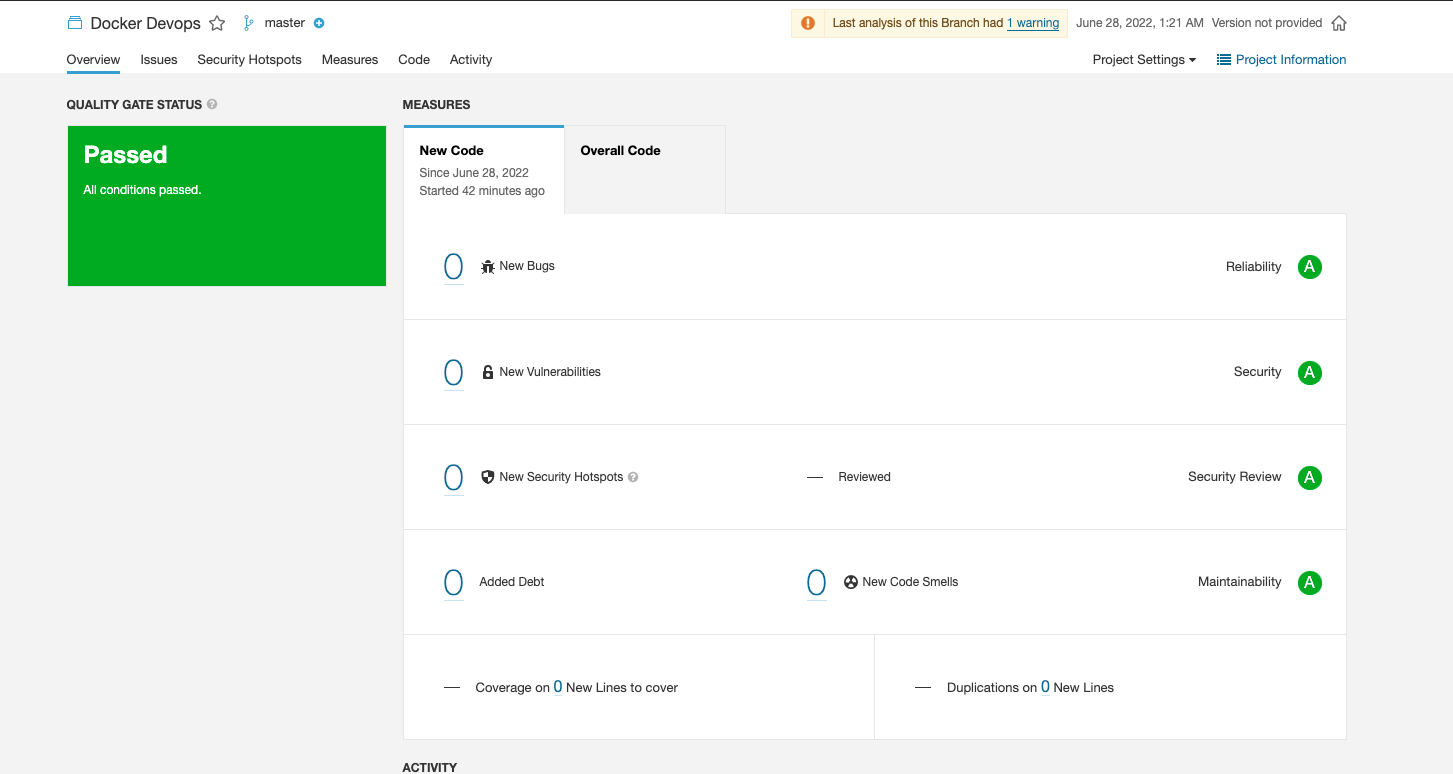 Docker Devops master Last analysis of this Branch had 1 warning June 28, 2022, 1:21 AM Version not provided
Overview Issues Security Hotspots Measures Code Activity Project Settings Project Information
QUALITY GATE STATUS ?
Passed
All conditions passed.
MEASURES
New Code
Since June 28, 2022
Started 42 minutes ago
Overall Code
0 New Bugs Reliability A
0 New Vulnerabilities Security A
0 New Security Hotspots ? — Reviewed Security Review A
0 Added Debt 0 New Code Smells Maintainability A
— Coverage on 0 New Lines to cover — Duplications on 0 New Lines
ACTIVITY